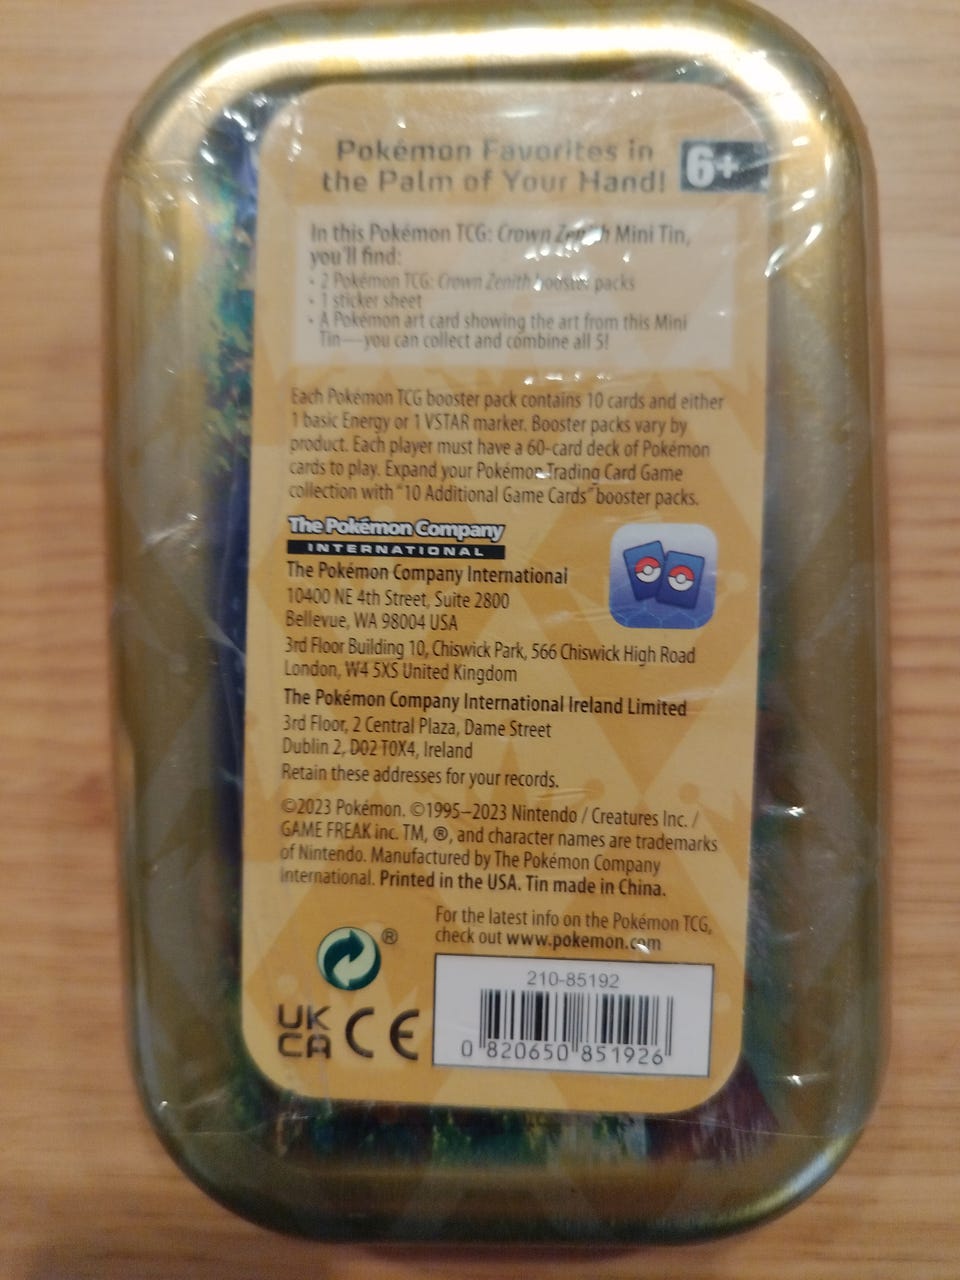 Pokémon Favorites in
the Palm of Your Hand!
6+
In this Pokémon TCG: Crown Zenith Mini Tin,
you'll find:
• 2 Pokémon TCG: Crown Zenith booster packs
• 1 sticker sheet
• A Pokémon art card showing the art from this Mini
Tin—you can collect and combine all 5!
Each Pokémon TCG booster pack contains 10 cards and either
1 basic Energy or 1 VSTAR marker. Booster packs vary by
product. Each player must have a 60-card deck of Pokémon
cards to play. Expand your Pokémon Trading Card Game
collection with "10 Additional Game Cards" booster packs.
The Pokémon Company
INTERNATIONAL
The Pokémon Company International
10400 NE 4th Street, Suite 2800
Bellevue, WA 98004 USA
3rd Floor Building 10, Chiswick Park, 566 Chiswick High Road
London, W4 5XS United Kingdom
The Pokémon Company International Ireland Limited
3rd Floor, 2 Central Plaza, Dame Street
Dublin 2, D02 T0X4, Ireland
Retain these addresses for your records.
©2023 Pokémon. ©1995–2023 Nintendo / Creatures Inc. /
GAME FREAK inc. TM, ®, and character names are trademarks
of Nintendo. Manufactured by The Pokémon Company
International. Printed in the USA. Tin made in China.
For the latest info on the Pokémon TCG,
check out www.pokemon.com
®
UK
CA
CE
210-85192
0 820650 851926